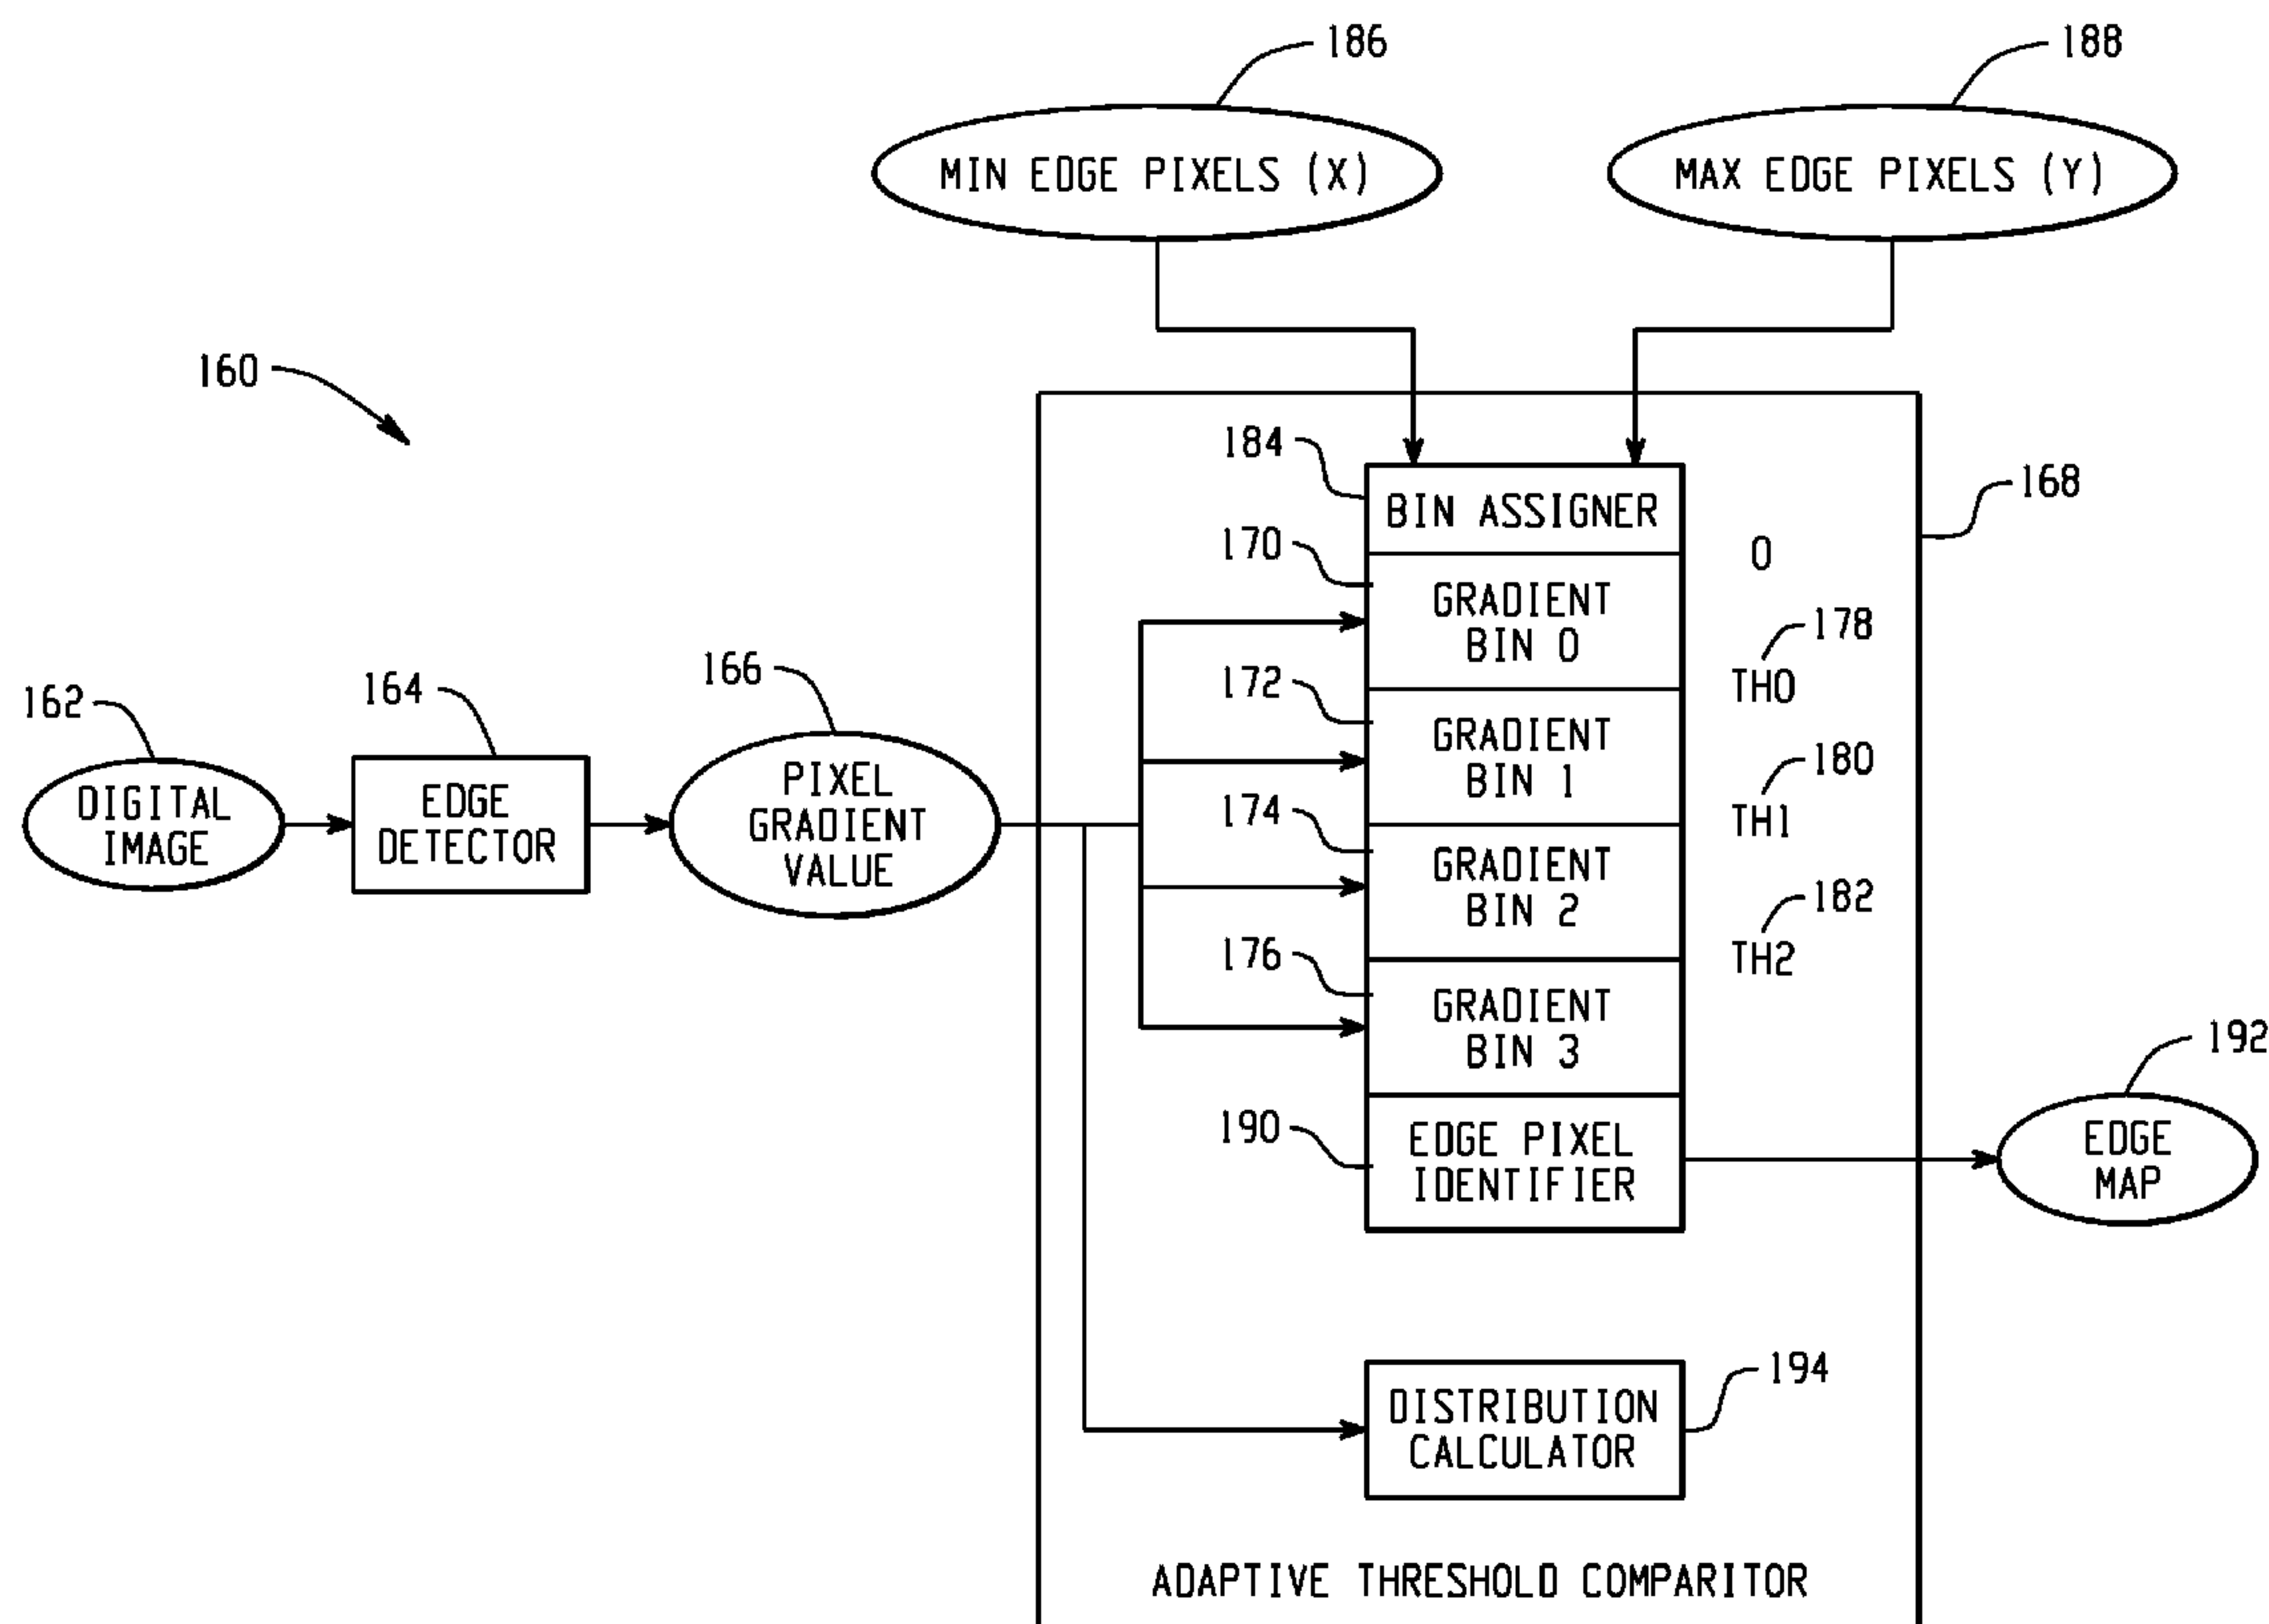 186
188
MIN EDGE PIXELS (X)
MAX EDGE PIXELS (Y)
160
184
168
BIN ASSIGNER
170
0
GRADIENT
BIN 0
178
TH0
172
GRADIENT
BIN 1
180
TH1
162
164
166
DIGITAL
IMAGE
EDGE
DETECTOR
PIXEL
GRADIENT
VALUE
174
GRADIENT
BIN 2
182
TH2
176
GRADIENT
BIN 3
190
EDGE PIXEL
IDENTIFIER
192
EDGE
MAP
194
DISTRIBUTION
CALCULATOR
ADAPTIVE THRESHOLD COMPARITOR